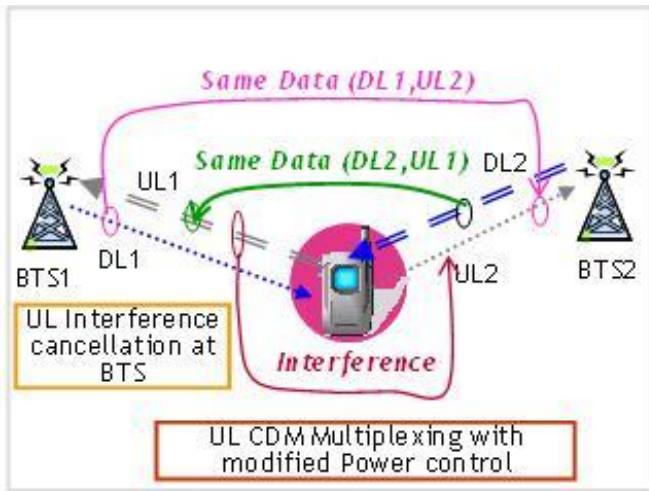 Same Data (DL1,UL2)
Same Data (DL2,UL1)
DL2
UL1
DL1
UL2
BTS1
BTS2
UL Interference
cancellation at
BTS
Interference
UL CDM Multiplexing with
modified Power control